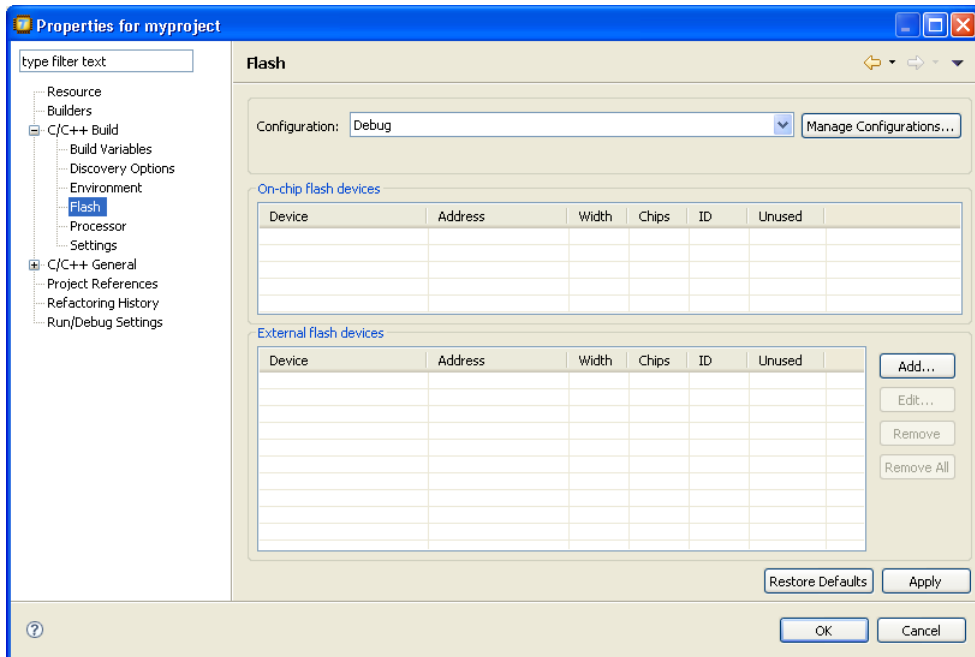 Properties for myproject
type filter text
Resource
Builders
C/C++ Build
Build Variables
Discovery Options
Environment
Flash
Processor
Settings
C/C++ General
Project References
Refactoring History
Run/Debug Settings
Flash
Configuration: Debug Manage Configurations...
On-chip flash devices
Device Address Width Chips ID Unused
External flash devices
Device Address Width Chips ID Unused
Add...
Edit...
Remove
Remove All
Restore Defaults Apply
? OK Cancel